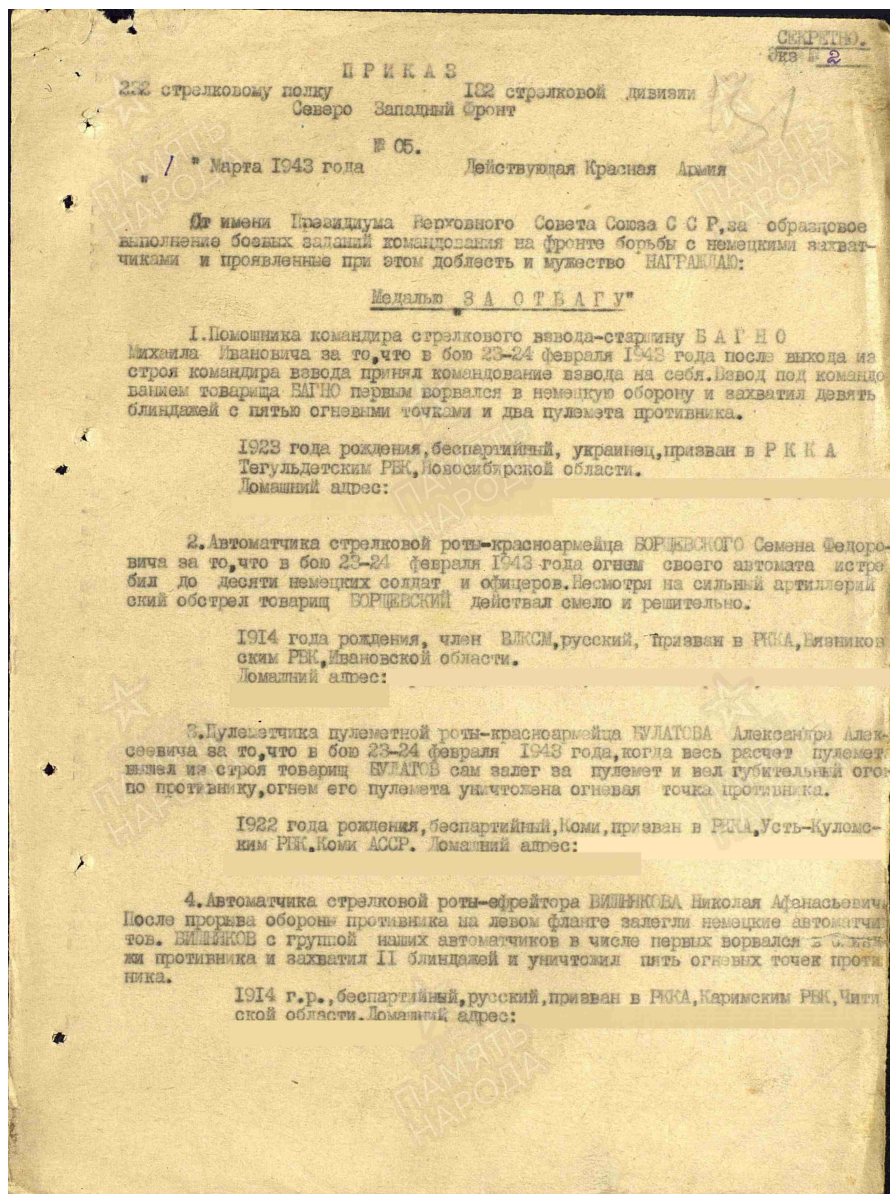 СЕКРЕТНО.
Экз № 2
П Р И К А З
232 стрелковому полку 182 стрелковой дивизии
Северо Западный Фронт
№ 05.
" 1 " Марта 1943 года Действующая Красная Армия
От имени Президиума Верховного Совета Союза С С Р,за образцовое
выполнение боевых заданий командования на фронте борьбы с немецкими захват-
чиками и проявленные при этом доблесть и мужество НАГРАЖДАЮ:
Медалью "З А О Т В А Г У"
1.Помошника командира стрелкового взвода-старшину Б А Г Н О
Михаила Ивановича за то,что в бою 23-24 февраля 1943 года после выхода из
строя командира взвода принял командование взвода на себя.Взвод под командо
ванием товарища БАГНО первым ворвался в немецкую оборону и захватил девять
блиндажей с пятью огневыми точками и два пулемета противника.
1923 года рождения,беспартийный, украинец,призван в Р К К А
Тегульдетским РВК,Новосибирской области.
Домашний адрес:
2.Автоматчика стрелковой роты-красноармейца БОРЩЕВСКОГО Семена Федоро-
вича за то,что в бою 23-24 февраля 1943 года огнем своего автомата истре
бил до десяти немецких солдат и офицеров.Несмотря на сильный артиллерий
ский обстрел товарищ БОРЩЕВСКИЙ действал смело и решительно.
1914 года рождения, член ВЛКСМ,русский, призван в РККА,Вязников
ским РВК,Ивановской области.
Домашний адрес:
3.Пулеметчика пулеметной роты-красноармейца БУЛАТОВА Александра Алек-
сеевича за то,что в бою 23-24 февраля 1943 года,когда весь расчет пулемет
вышел из строя товарищ БУЛАТОВ сам залег за пулемет и вел губительный ого
по противнику,огнем его пулемета уничтожена огневая точка противника.
1922 года рождения,беспартийный,Коми,призван в РККА,Усть-Куломс-
ким РВК.Коми АССР. Домашний адрес:
4.Автоматчика стрелковой роты-ефрейтора ВИШНЯКОВА Николая Афанасьевич
После прорыва обороны противника на левом фланге залегли немецкие автоматчи
тов. ВИШНЯКОВ с группой наших автоматчиков в числе первых ворвался в
жи противника и захватил II блиндажей и уничтожил пять огневых точек проти
ника.
1914 г.р.,беспартийный,русский,призван в РККА,Каримским РВК,Чити
ской области.Домашний адрес:
ПАМЯТЬ НАРОДА